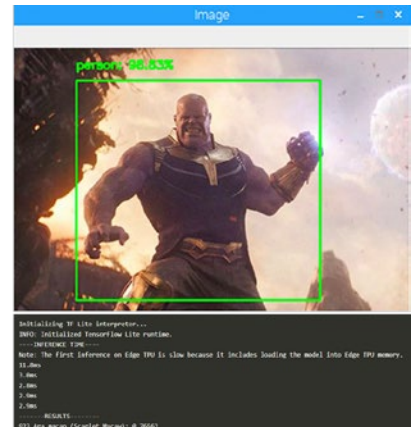 Image
person: 98.83%
Initializing TF Lite interpreter...
INFO: Initialized TensorFlow Lite runtime.
----INFERENCE TIME----
Note: The first inference on Edge TPU is slow because it includes loading the model into Edge TPU memory.
11.8ms
3.0ms
2.8ms
2.9ms
2.9ms
-------RESULTS--------